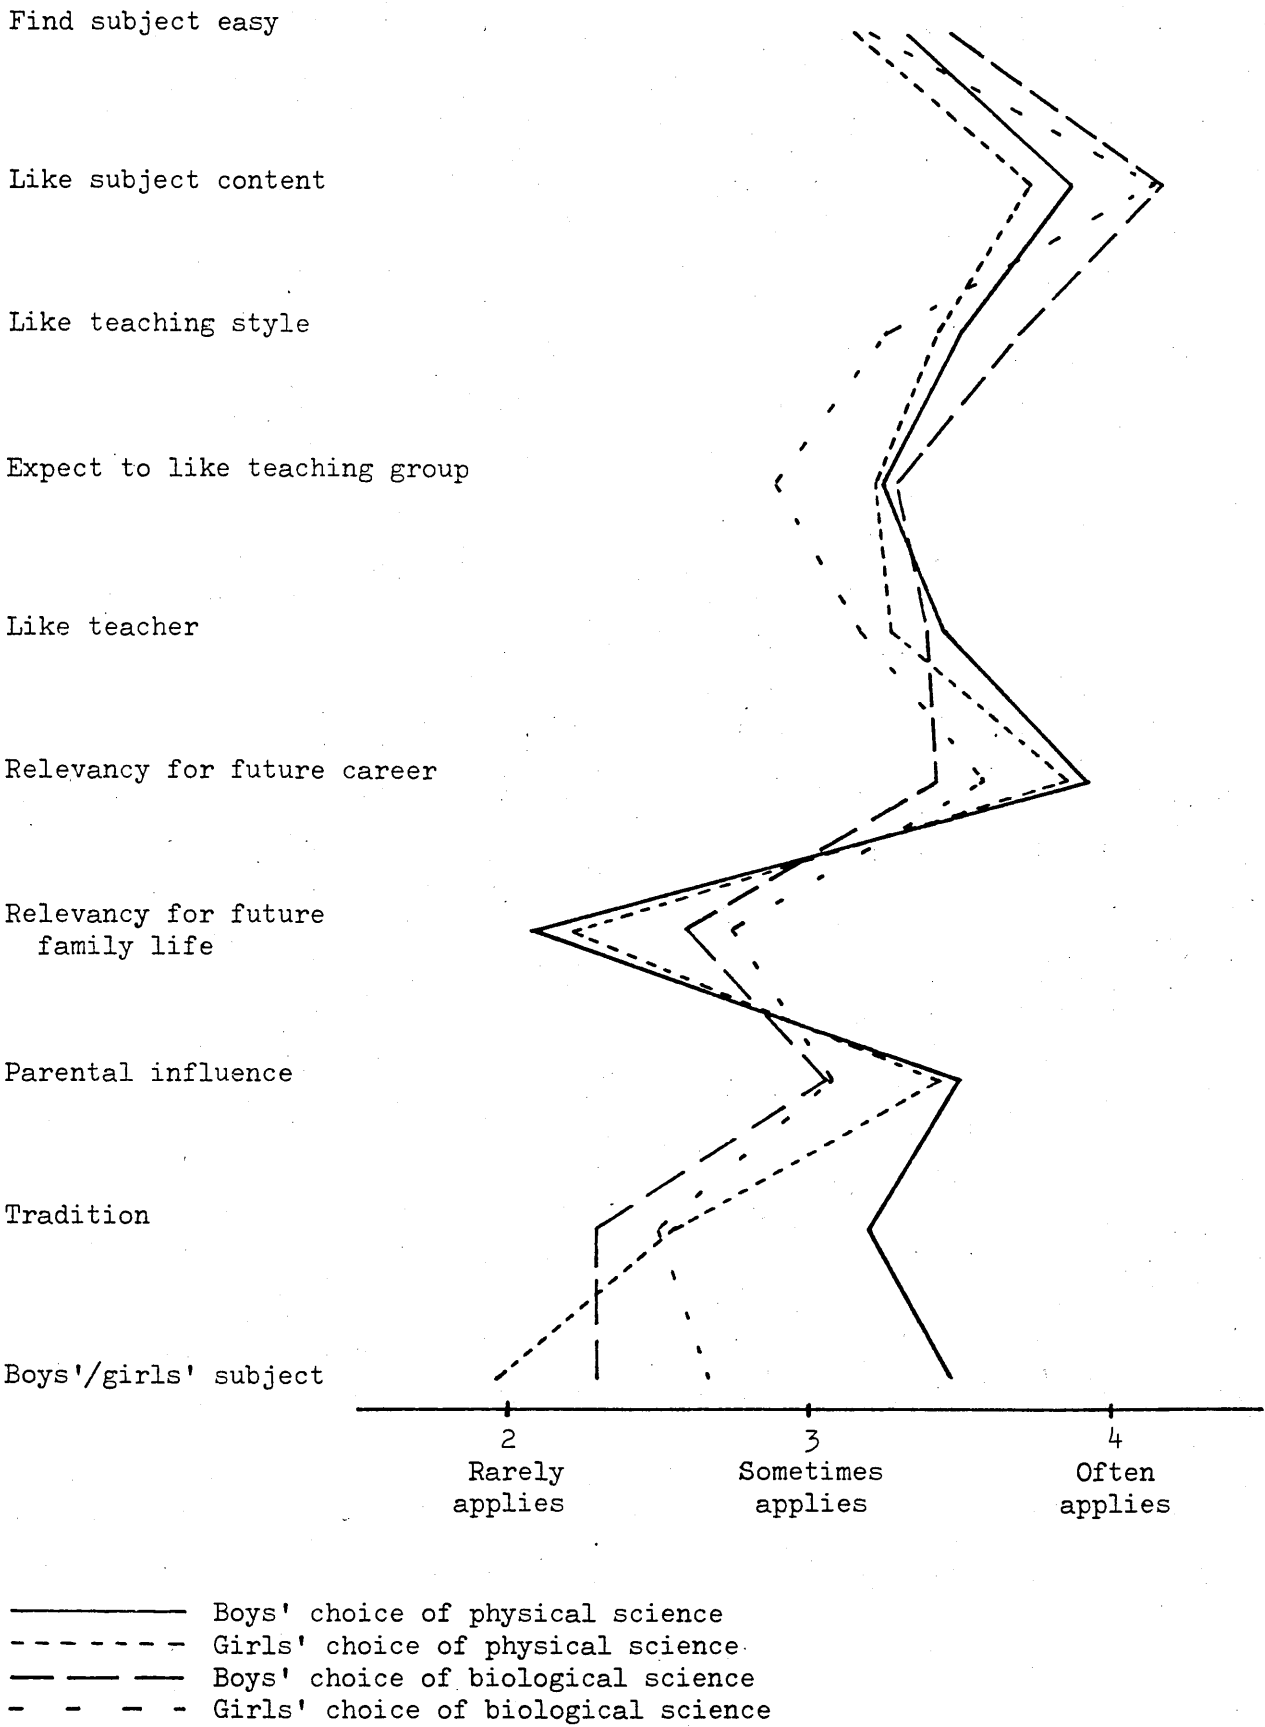 Find subject easy
Like subject content
Like teaching style
Expect to like teaching group
Like teacher
Relevancy for future career
Relevancy for future
family life
Parental influence
Tradition
Boys'/girls' subject
2 3 4
Rarely Sometimes Often
applies applies applies
Boys' choice of physical science
Girls' choice of physical science
Boys' choice of biological science
Girls' choice of biological science